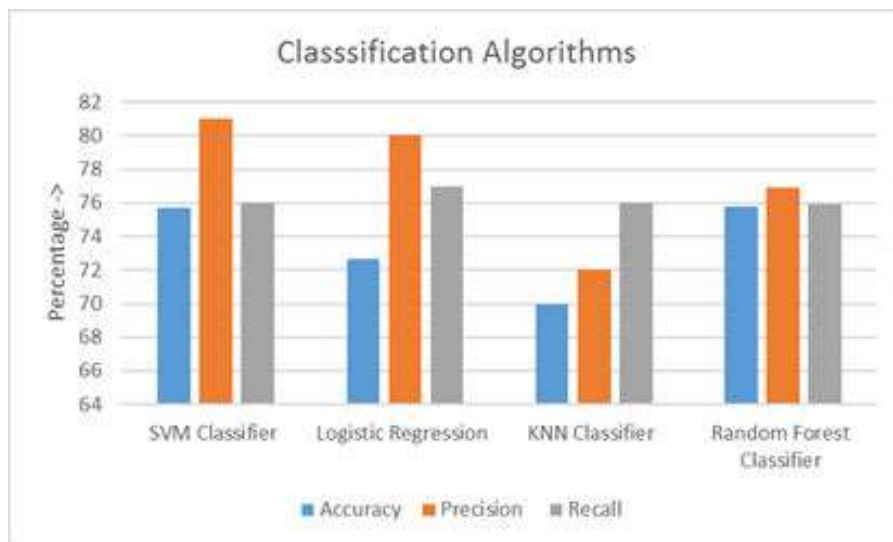 Classsification Algorithms
Percentage ->
82
80
78
76
74
72
70
68
66
64
SVM Classifier
Logistic Regression
KNN Classifier
Random Forest
Classifier
Accuracy
Precision
Recall